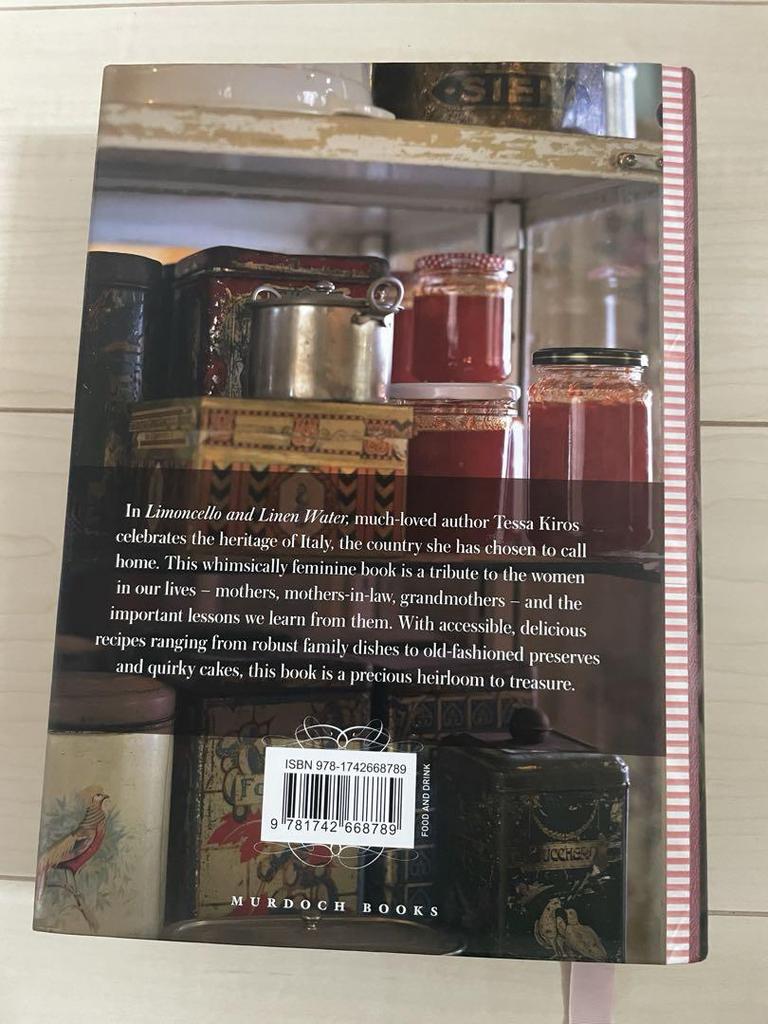 SIE
In Limoncello and Linen Water, much-loved author Tessa Kiros
celebrates the heritage of Italy, the country she has chosen to call
home. This whimsically feminine book is a tribute to the women
in our lives – mothers, mothers-in-law, grandmothers – and the
important lessons we learn from them. With accessible, delicious
recipes ranging from robust family dishes to old-fashioned preserves
and quirky cakes, this book is a precious heirloom to treasure.
ISBN 978-1742668789
9 781742 668789
FOOD AND DRINK
MURDOCH BOOKS